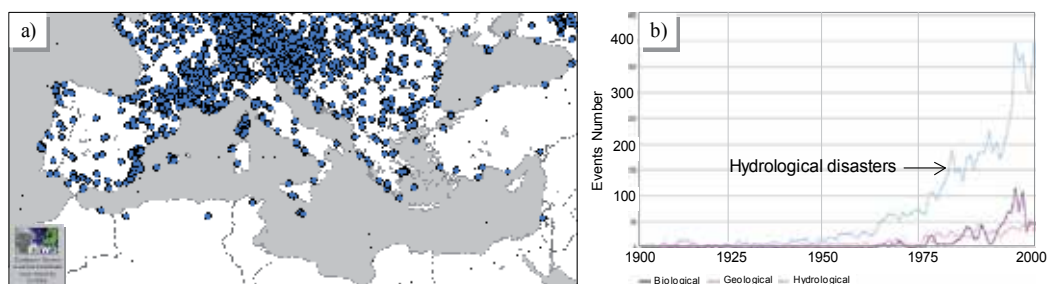 a)
b)
400
300
200
100
Events Number
Hydrological disasters
1900
1925
1950
1975
2000
Biological
Geological
Hydrological